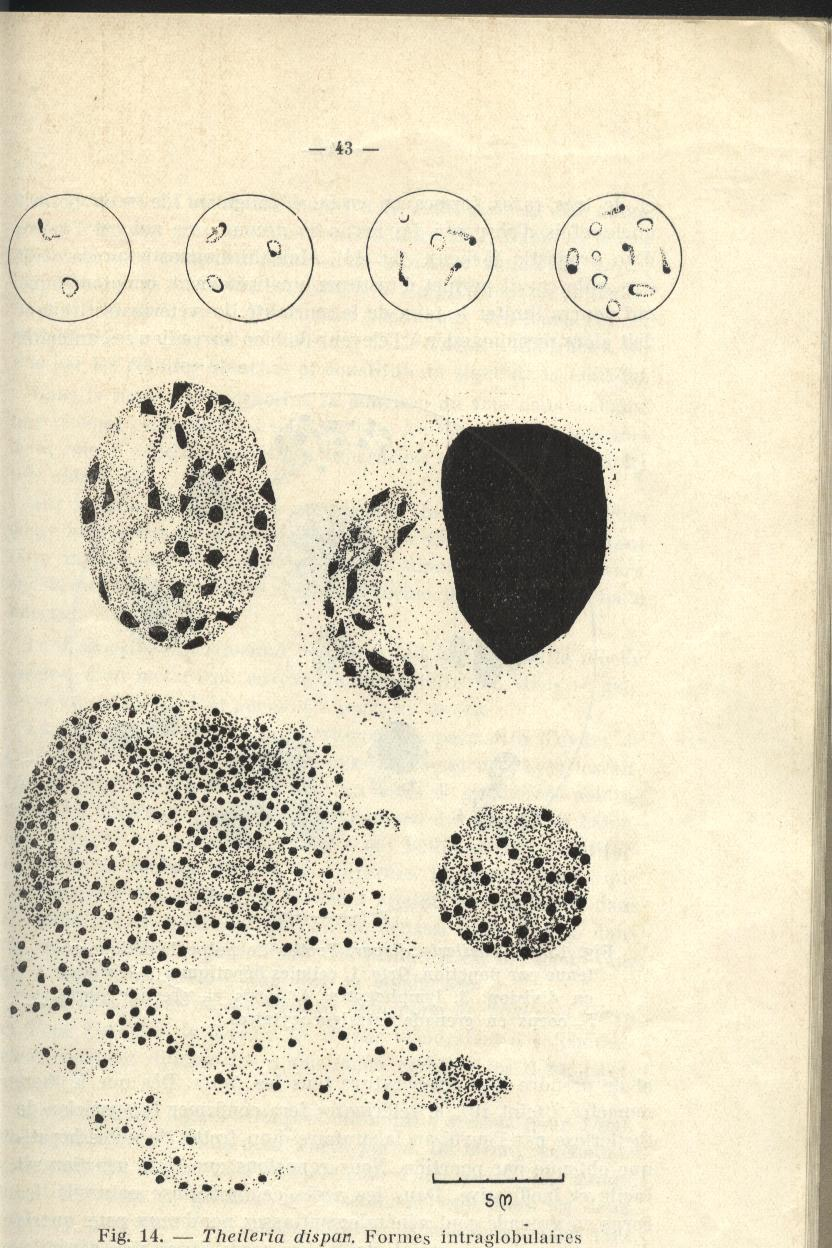 — 43 —
5 μ
Fig. 14. — Theileria dispar. Formes intraglobulaires